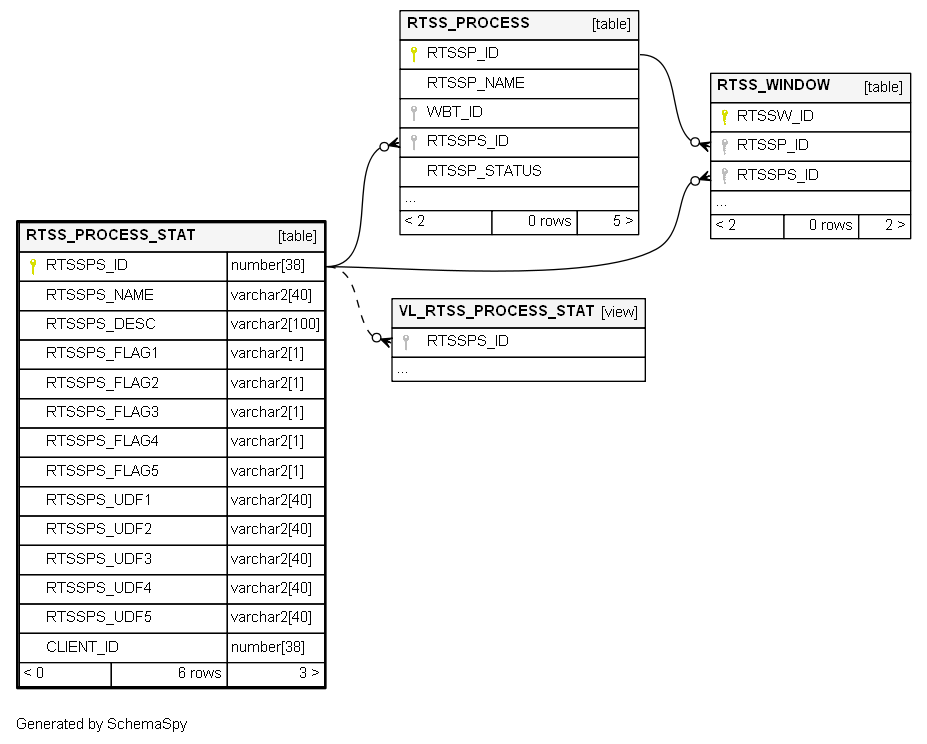 RTSS_PROCESS [table]
RTSSP_ID
RTSSP_NAME
WBT_ID
RTSSPS_ID
RTSSP_STATUS
...
< 2 0 rows 5 >
RTSS_WINDOW [table]
RTSSW_ID
RTSSP_ID
RTSSPS_ID
...
< 2 0 rows 2 >
RTSS_PROCESS_STAT [table]
RTSSPS_ID number[38]
RTSSPS_NAME varchar2[40]
RTSSPS_DESC varchar2[100]
RTSSPS_FLAG1 varchar2[1]
RTSSPS_FLAG2 varchar2[1]
RTSSPS_FLAG3 varchar2[1]
RTSSPS_FLAG4 varchar2[1]
RTSSPS_FLAG5 varchar2[1]
RTSSPS_UDF1 varchar2[40]
RTSSPS_UDF2 varchar2[40]
RTSSPS_UDF3 varchar2[40]
RTSSPS_UDF4 varchar2[40]
RTSSPS_UDF5 varchar2[40]
CLIENT_ID number[38]
< 0 6 rows 3 >
VL_RTSS_PROCESS_STAT [view]
RTSSPS_ID
...
Generated by SchemaSpy